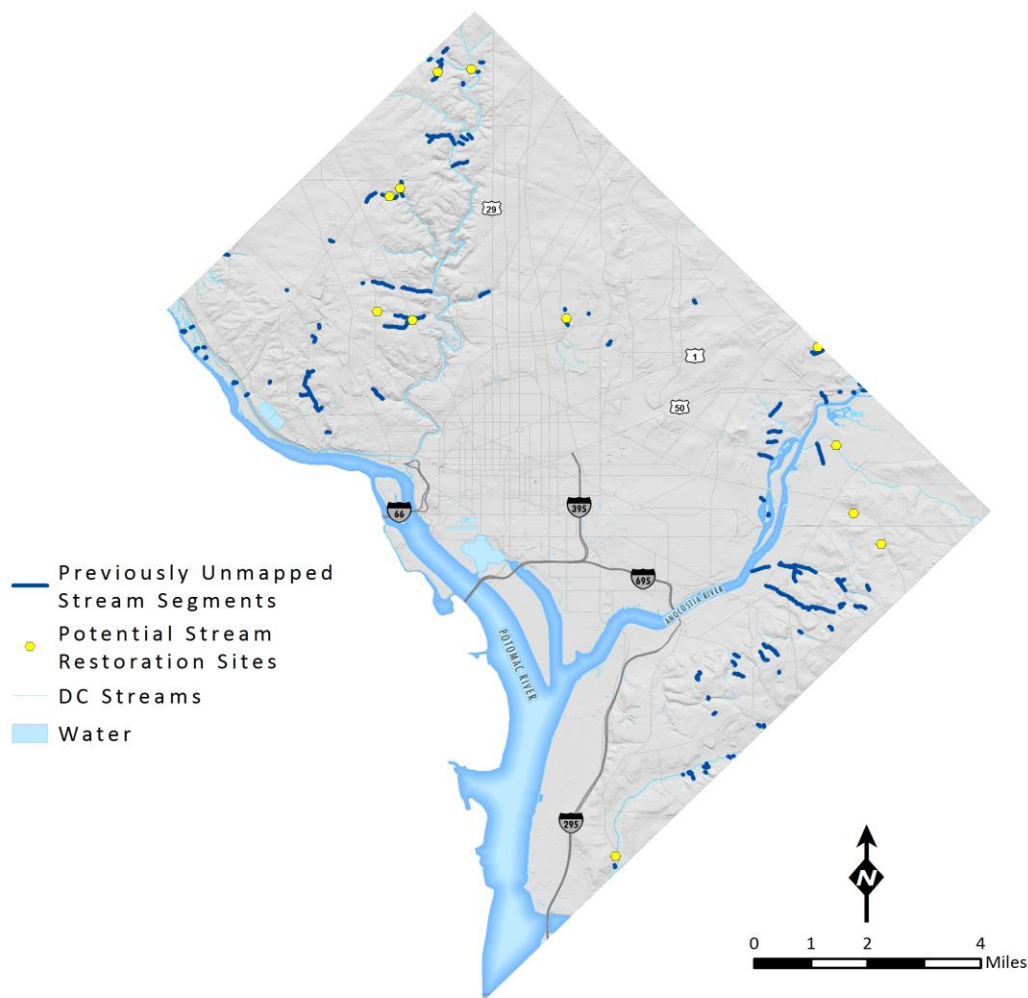 29
1
50
395
66
695
ANACOSTIA RIVER
POTOMAC RIVER
Previously Unmapped
Stream Segments
Potential Stream
Restoration Sites
DC Streams
Water
295
N
0 1 2 4
Miles